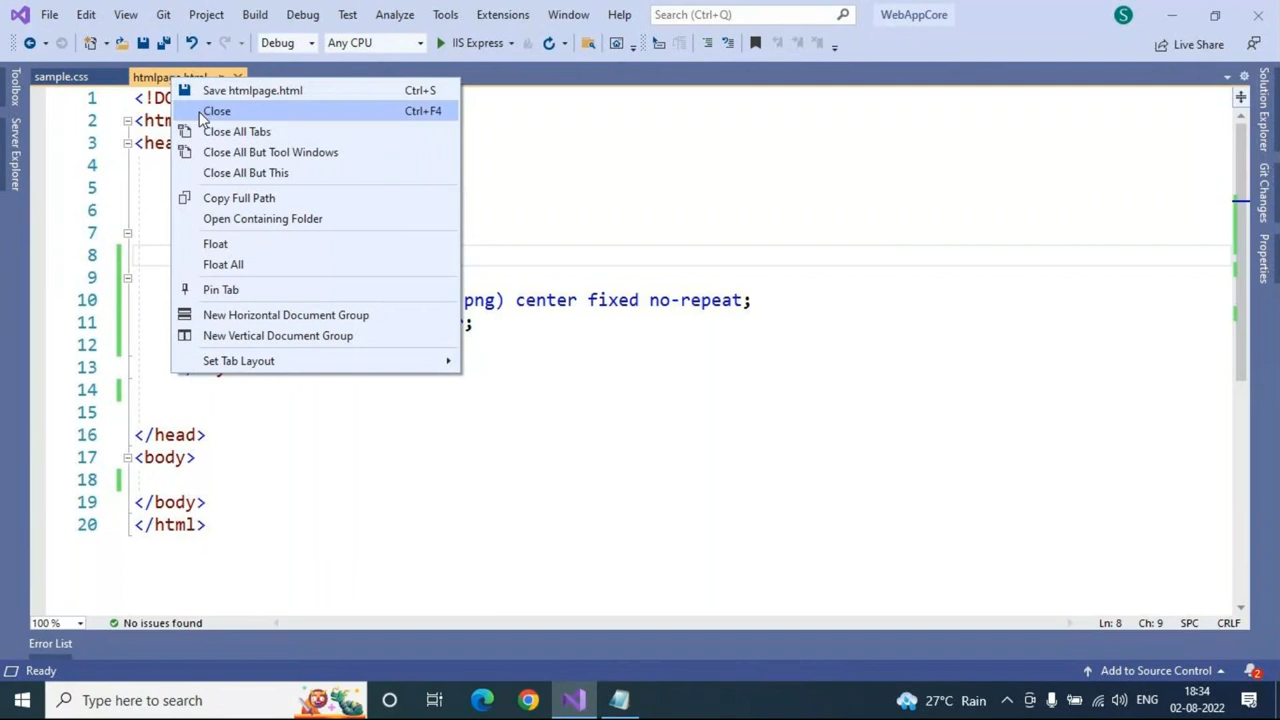 File Edit View Git Project Build Debug Test Analyze Tools Extensions Window Help Search (Ctrl+Q) WebAppCore S
Debug Any CPU IIS Express Live Share
sample.css
Toolbox
Server Explorer
Solution Explorer
Git Changes
Properties
Save htmlpage.html Ctrl+S
Close Ctrl+F4
Close All Tabs
Close All But Tool Windows
Close All But This
Copy Full Path
Open Containing Folder
Float
Float All
Pin Tab
New Horizontal Document Group
New Vertical Document Group
Set Tab Layout
1
2
3
4
5
6
7
8
9
10 png) center fixed no-repeat;
11 ;
12
13
14
15
16 </head>
17 <body>
18
19 </body>
20 </html>
100 % No issues found Ln: 8 Ch: 9 SPC CRLF
Error List
Ready Add to Source Control 2
Type here to search 27°C Rain ENG 18:34
02-08-2022